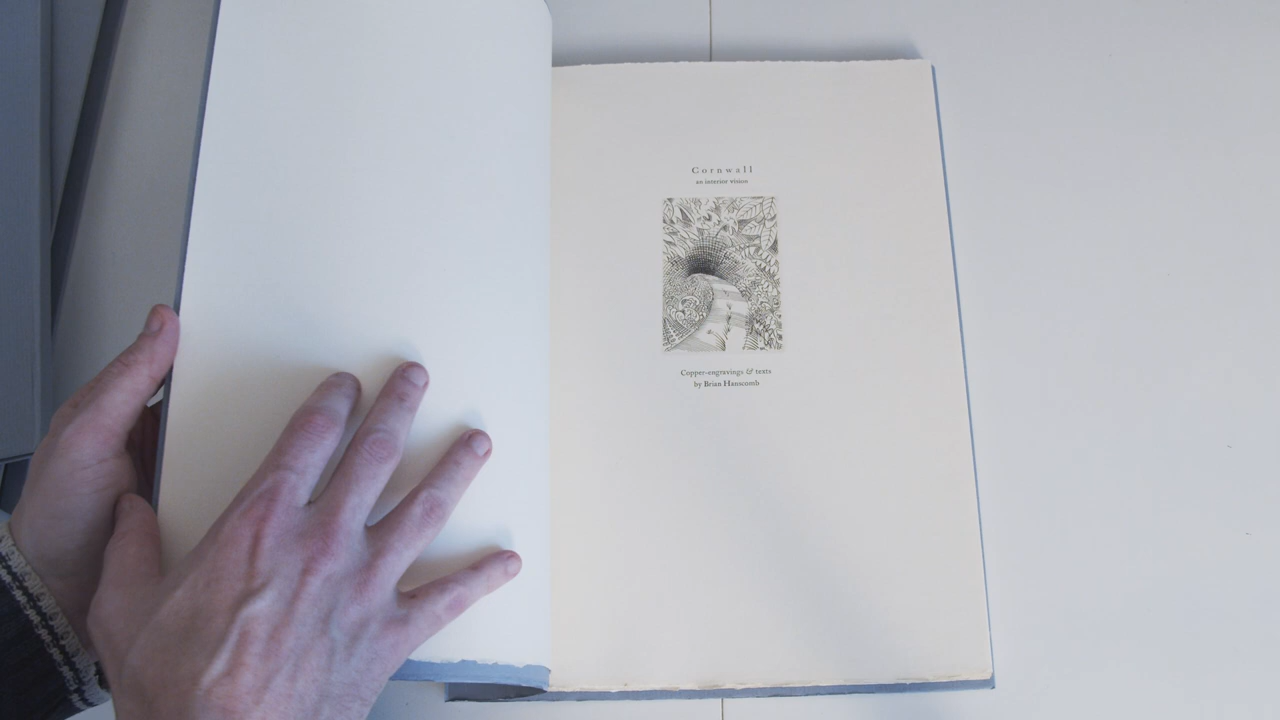 Cornwall
an interior vision
Copper-engravings & texts
by Brian Hanscomb